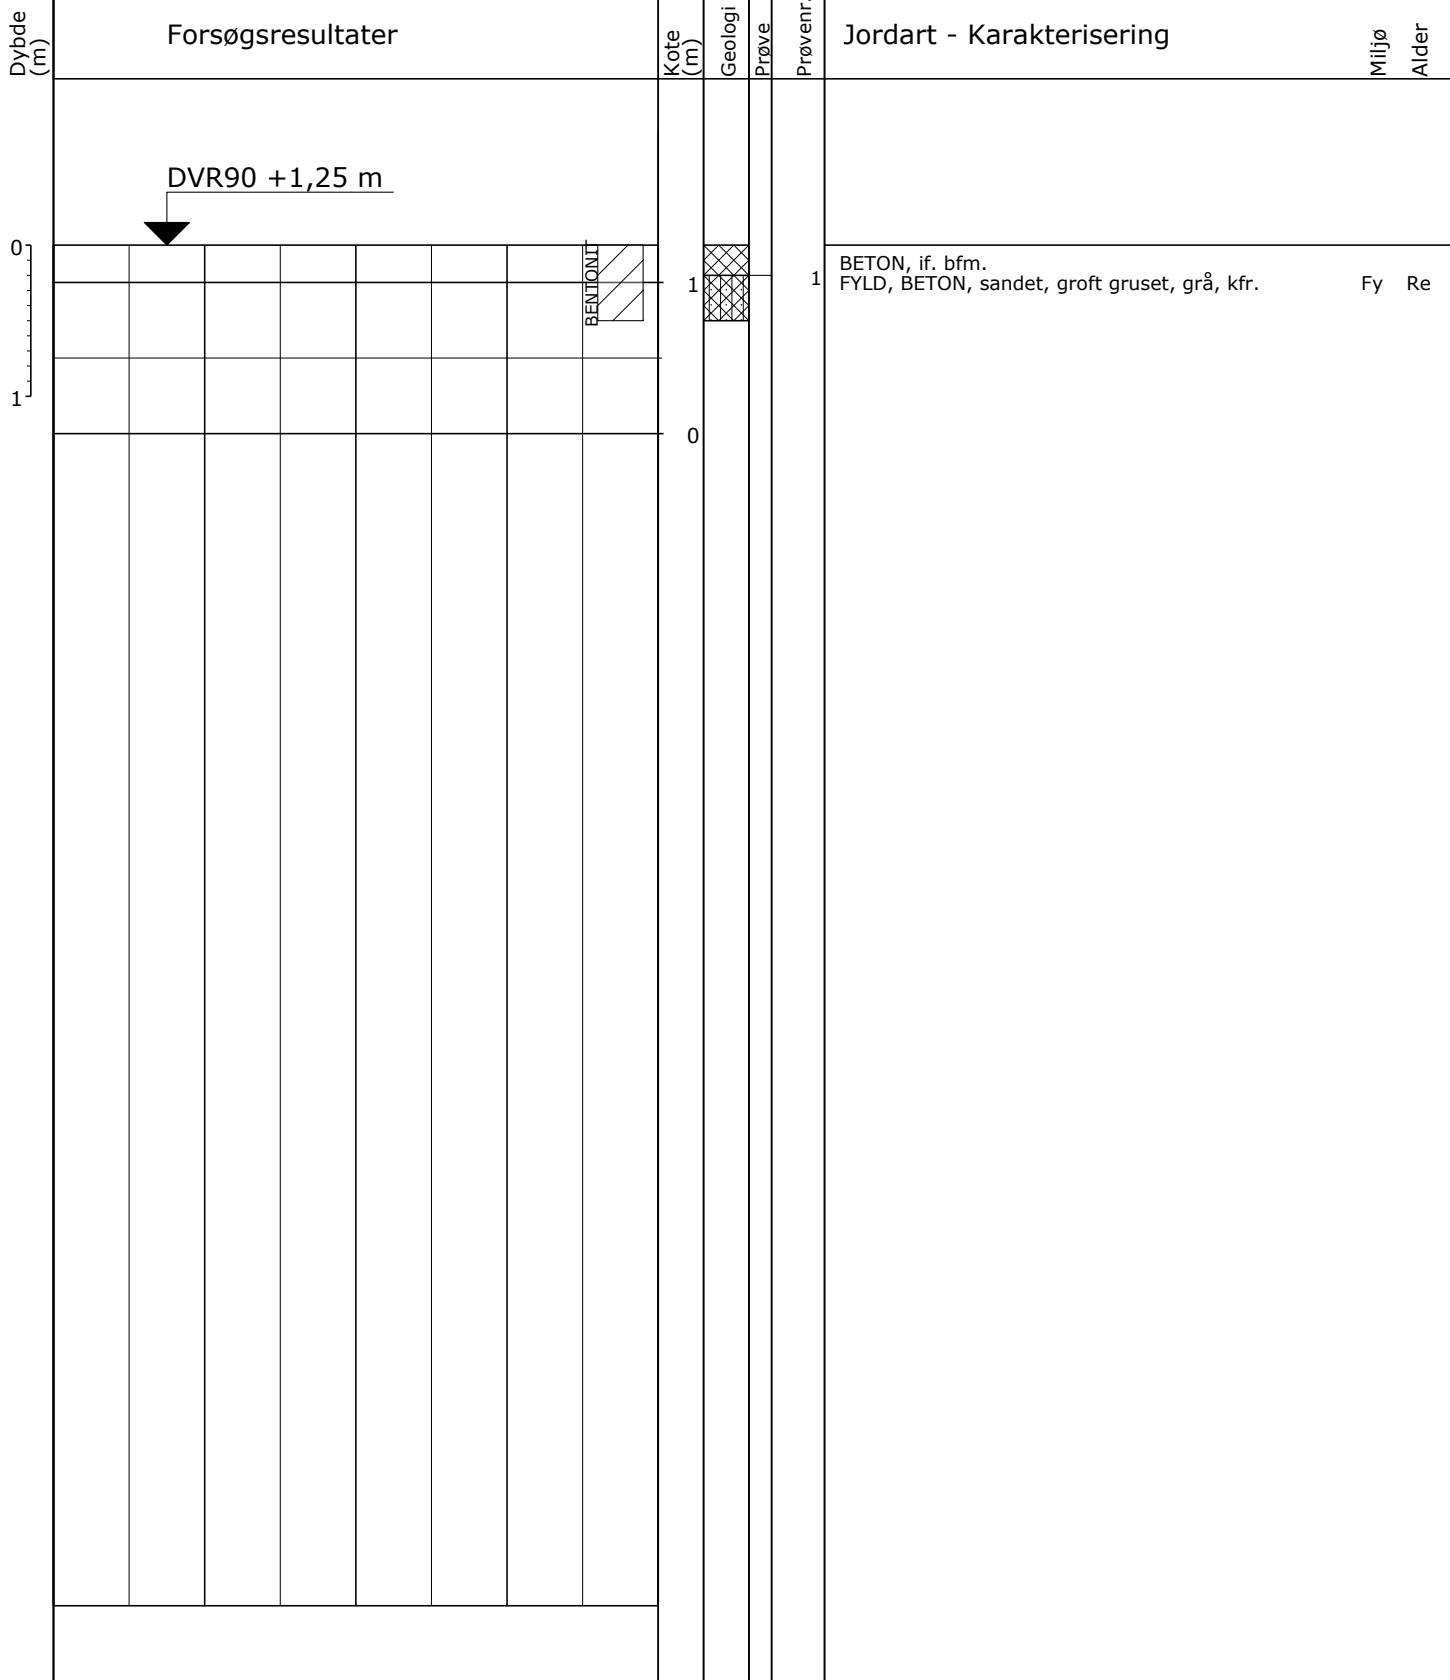 Dybde
(m)
Forsøgsresultater
Kote
(m)
Geologi
Prøve
Prøvenr.
Jordart - Karakterisering
Miljø
Alder
DVR90 +1,25 m
0
BENTONIT
1
1
BETON, if. bfm.
FYLD, BETON, sandet, groft gruset, grå, kfr.
Fy
Re
1
0